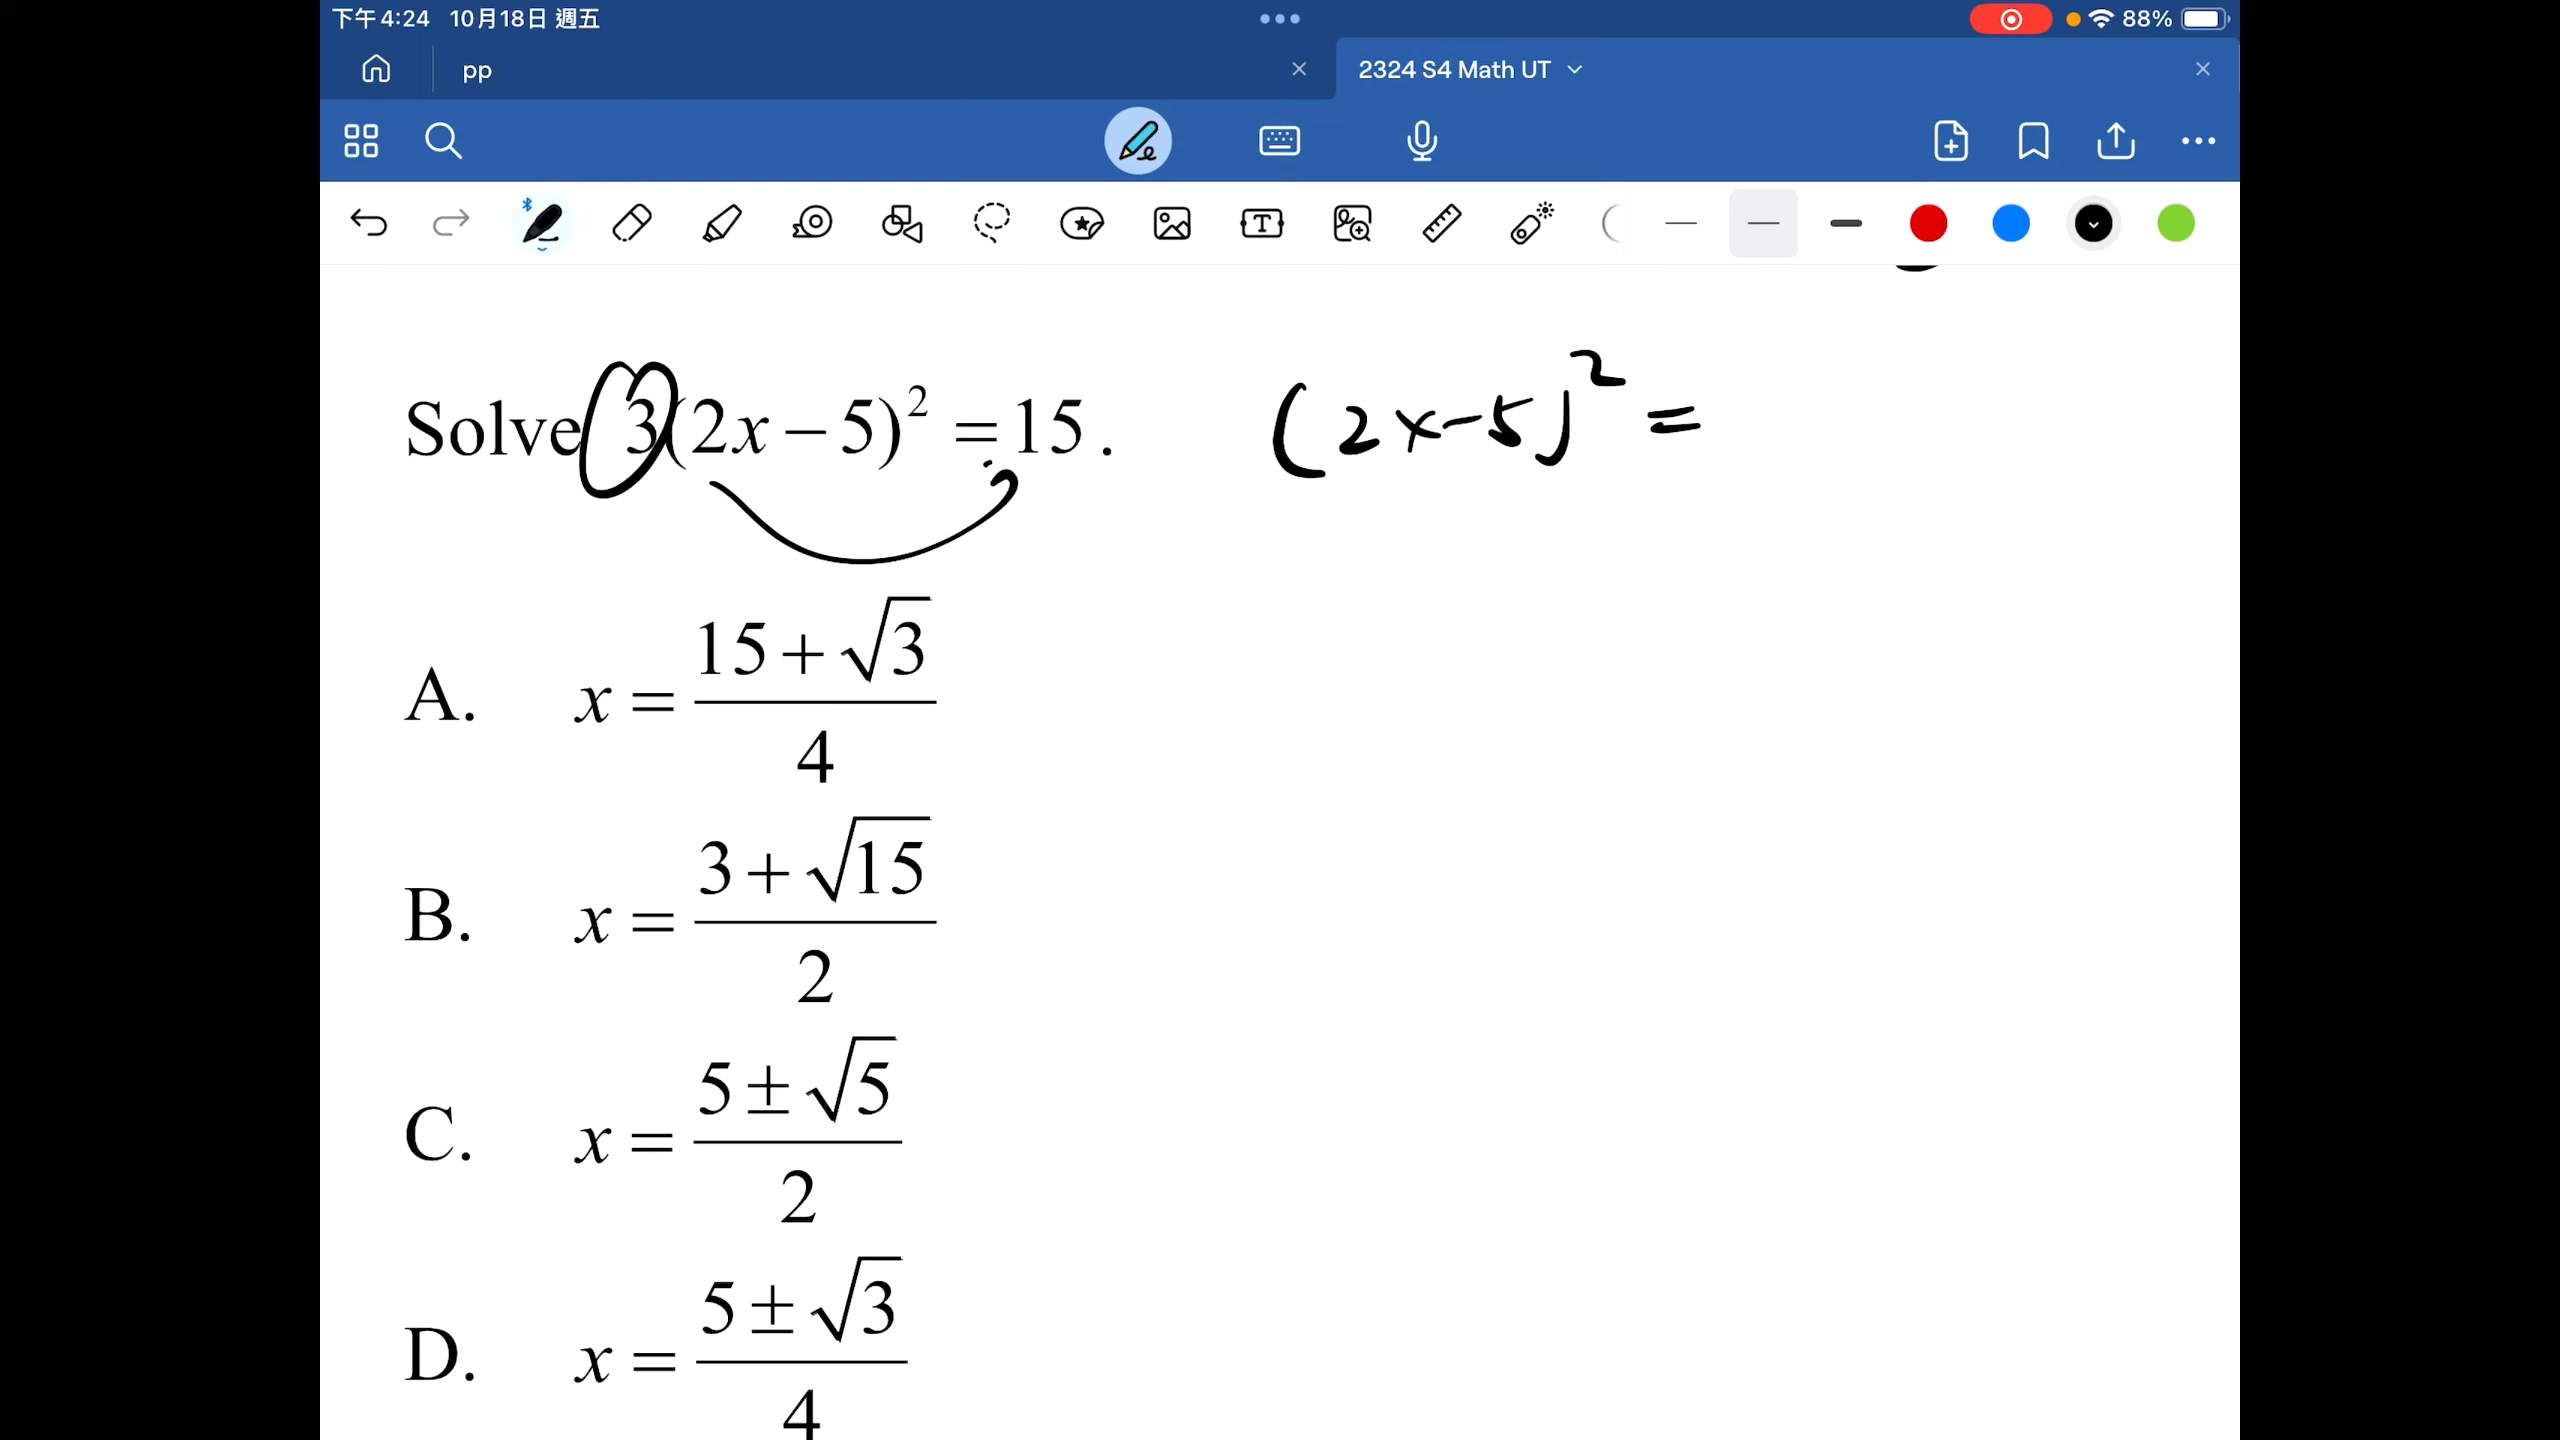 下午4:24 10月18日 週五 88%
pp 2324 S4 Math UT
Solve 3(2x − 5)² = 15. (2x-5)² =
A. x = (15 + √3)/4
B. x = (3 + √15)/2
C. x = (5 ± √5)/2
D. x = (5 ± √3)/4